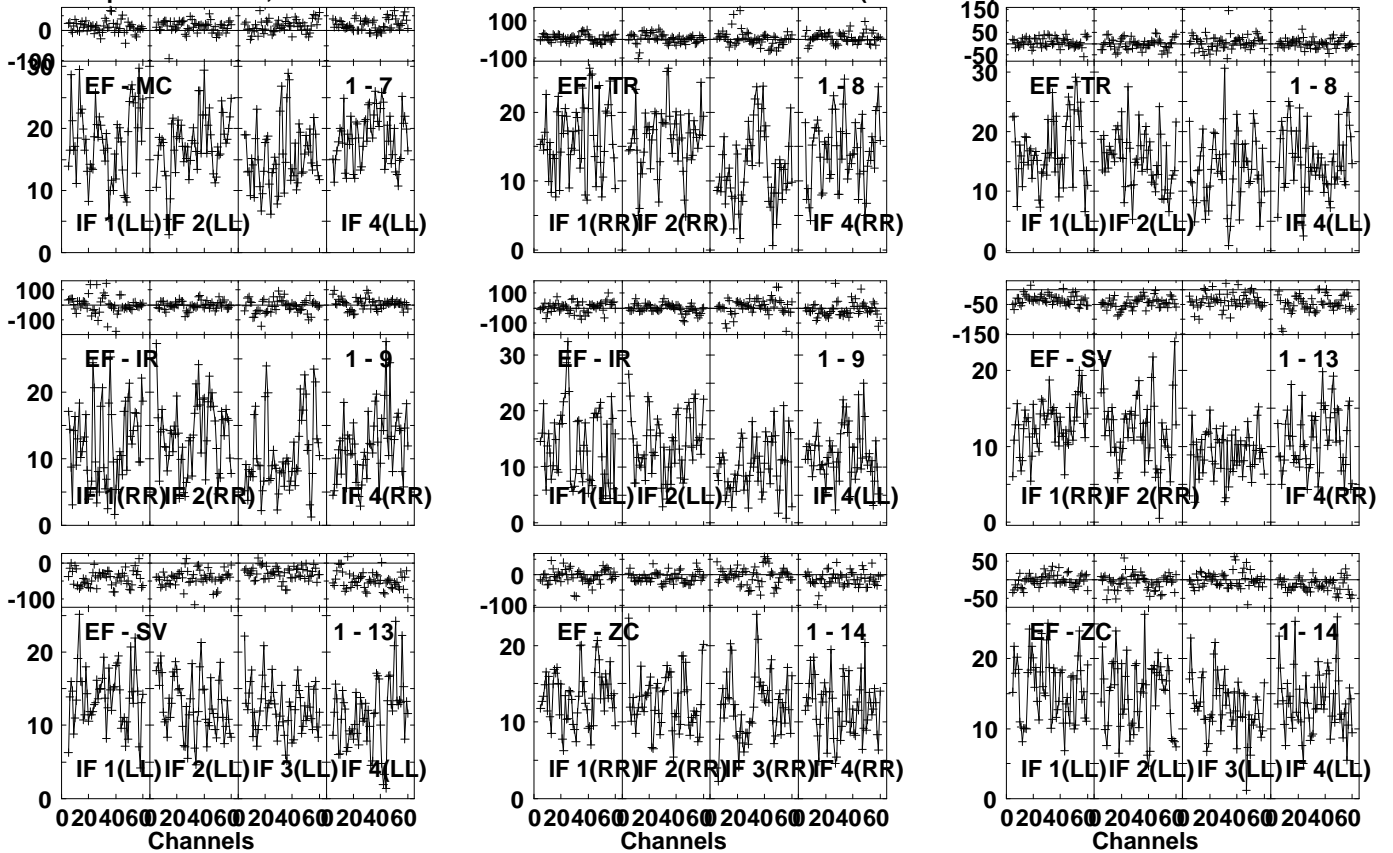 100 100 150
0 0 50
-100 -100 -50
30 EF - MC 1 - 7 EF - TR 1 - 8 30 EF - TR 1 - 8
20 20 20
10 10 10
IF 1(LL) IF 2(LL) IF 4(LL) IF 1(RR) IF 2(RR) IF 4(RR) IF 1(LL) IF 2(LL) IF 4(LL)
0 0 0
100 100 -50
-100 -100 -150
EF - IR 1 - 9 30 EF - IR 1 - 9 150 EF - SV 1 - 13
20 20 20
10 10 10
IF 1(RR) IF 2(RR) IF 4(RR) IF 1(LL) IF 2(LL) IF 4(LL) IF 1(RR) IF 2(RR) IF 4(RR)
0 0 0
0 0 50
-100 -100 -50
EF - SV 1 - 13 EF - ZC 1 - 14 EF - ZC 1 - 14
20 20 20
10 10 10
IF 1(LL) IF 2(LL) IF 3(LL) IF 4(LL) IF 1(RR) IF 2(RR) IF 3(RR) IF 4(RR) IF 1(LL) IF 2(LL) IF 3(LL) IF 4(LL)
0 0 0
0 20 40 60 0 20 40 60 0 20 40 60 0 20 40 60 0 20 40 60 0 20 40 60 0 20 40 60 0 20 40 60 0 20 40 60 0 20 40 60 0 20 40 60 0 20 40 60
Channels Channels Channels